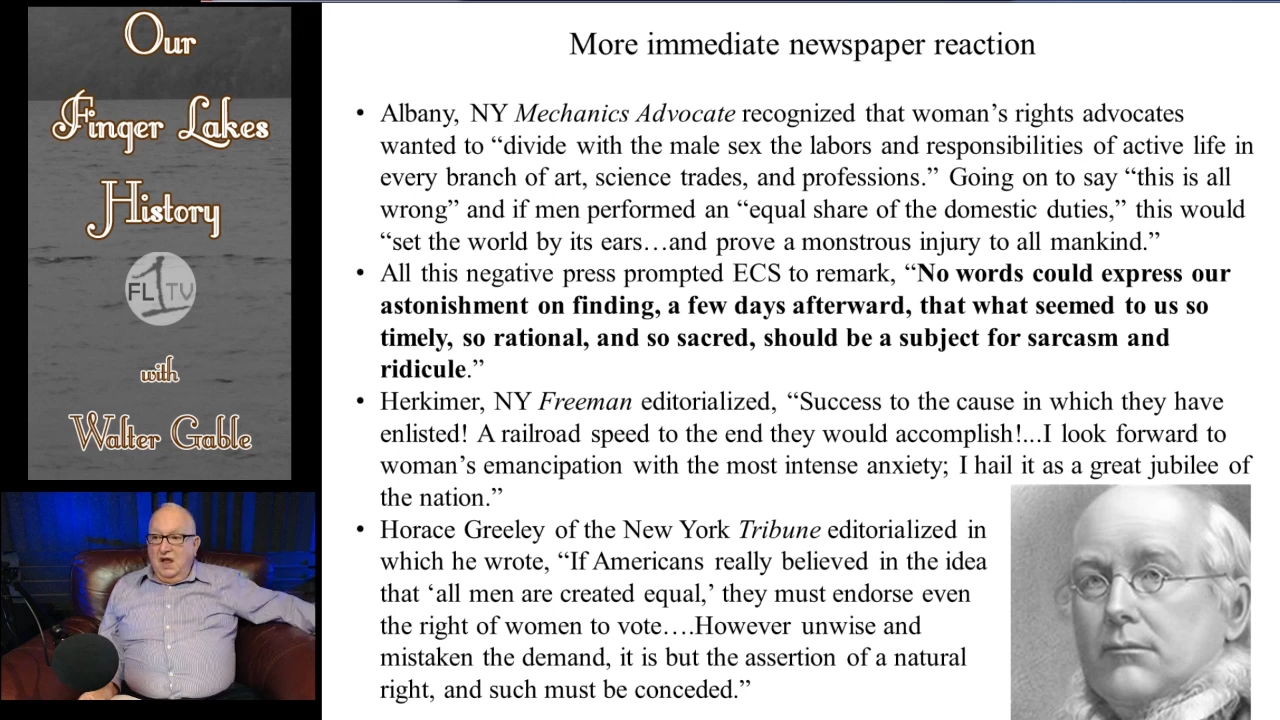 Our
Finger Lakes
History
FL1TV
with
Walter Gable
More immediate newspaper reaction
• Albany, NY Mechanics Advocate recognized that woman’s rights advocates
wanted to “divide with the male sex the labors and responsibilities of active life in
every branch of art, science trades, and professions.” Going on to say “this is all
wrong” and if men performed an “equal share of the domestic duties,” this would
“set the world by its ears…and prove a monstrous injury to all mankind.”
• All this negative press prompted ECS to remark, “No words could express our
astonishment on finding, a few days afterward, that what seemed to us so
timely, so rational, and so sacred, should be a subject for sarcasm and
ridicule.”
• Herkimer, NY Freeman editorialized, “Success to the cause in which they have
enlisted! A railroad speed to the end they would accomplish!...I look forward to
woman’s emancipation with the most intense anxiety; I hail it as a great jubilee of
the nation.”
• Horace Greeley of the New York Tribune editorialized in
which he wrote, “If Americans really believed in the idea
that ‘all men are created equal,’ they must endorse even
the right of women to vote….However unwise and
mistaken the demand, it is but the assertion of a natural
right, and such must be conceded.”